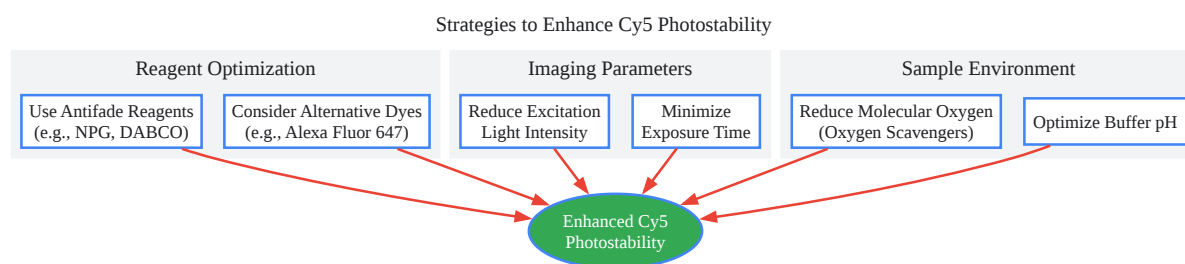 Strategies to Enhance Cy5 Photostability
Reagent Optimization
Use Antifade Reagents
(e.g., NPG, DABCO)
Consider Alternative Dyes
(e.g., Alexa Fluor 647)
Imaging Parameters
Reduce Excitation
Light Intensity
Minimize
Exposure Time
Sample Environment
Reduce Molecular Oxygen
(Oxygen Scavengers)
Optimize Buffer pH
Enhanced Cy5
Photostability